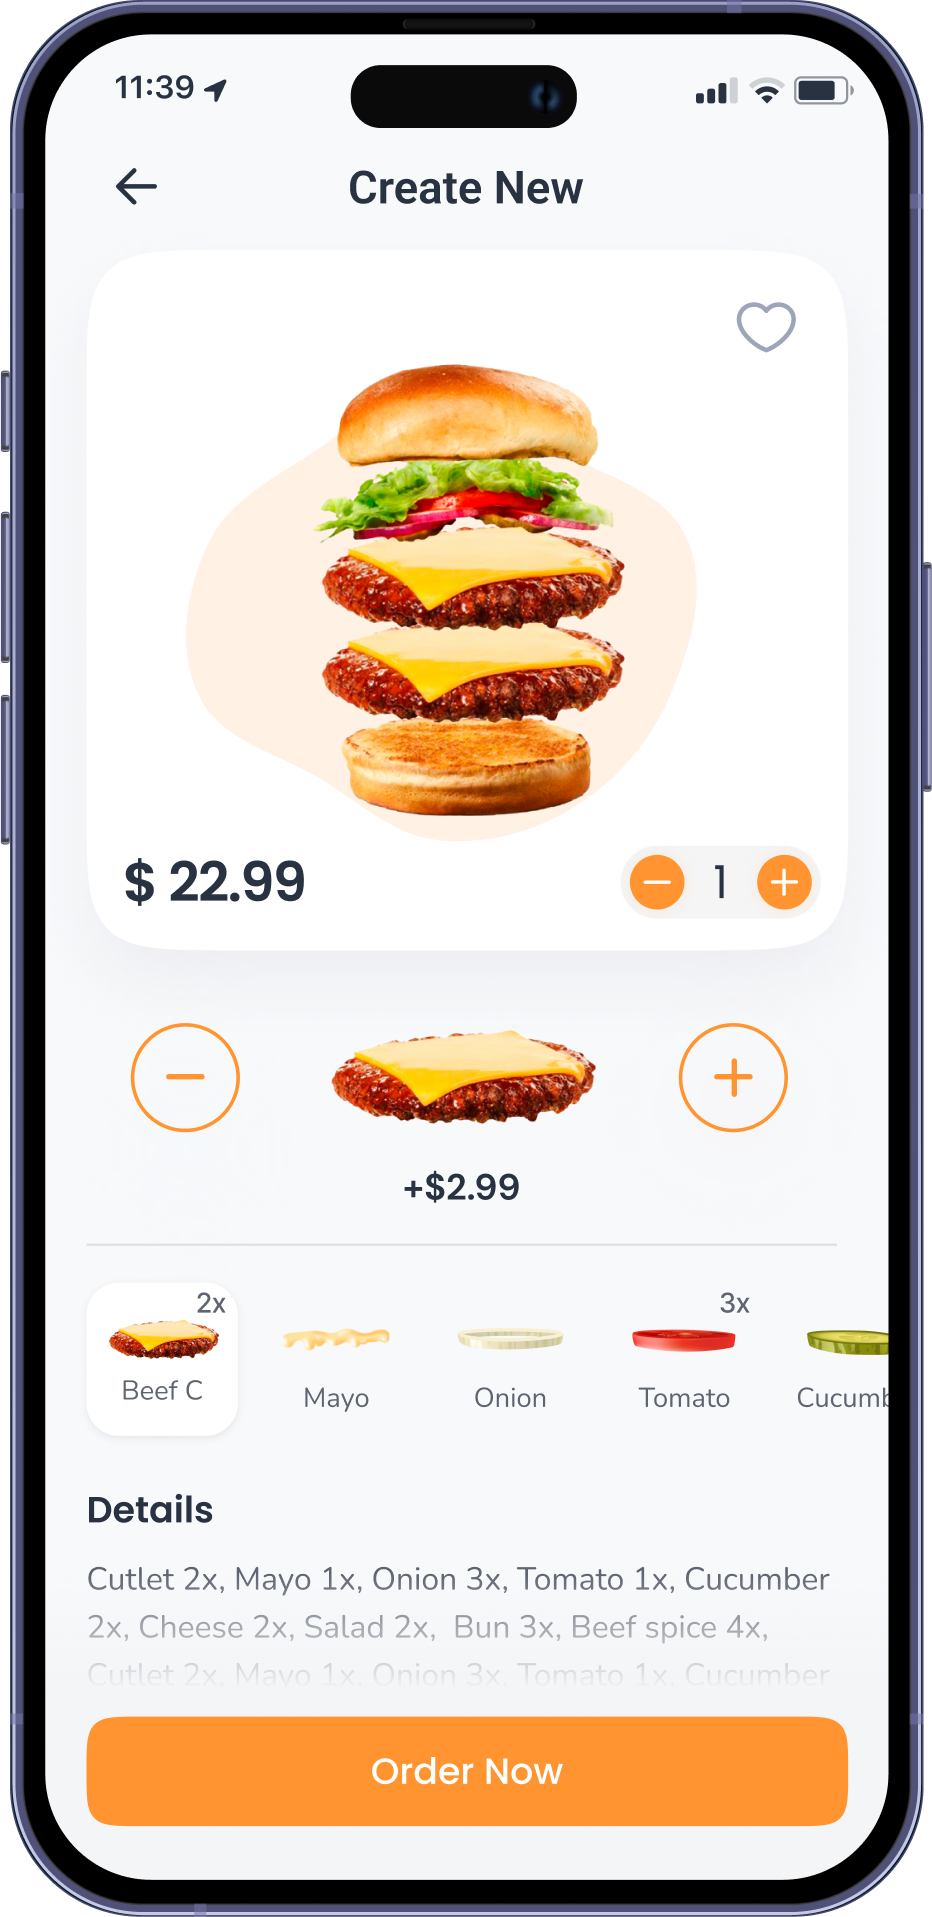 11:39
Create New
$ 22.99
1
+$2.99
2x
3x
Beef C
Mayo
Onion
Tomato
Cucumb
Details
Cutlet 2x, Mayo 1x, Onion 3x, Tomato 1x, Cucumber
2x, Cheese 2x, Salad 2x,  Bun 3x, Beef spice 4x,
Cutlet 2x, Mayo 1x, Onion 3x, Tomato 1x, Cucumber
Order Now